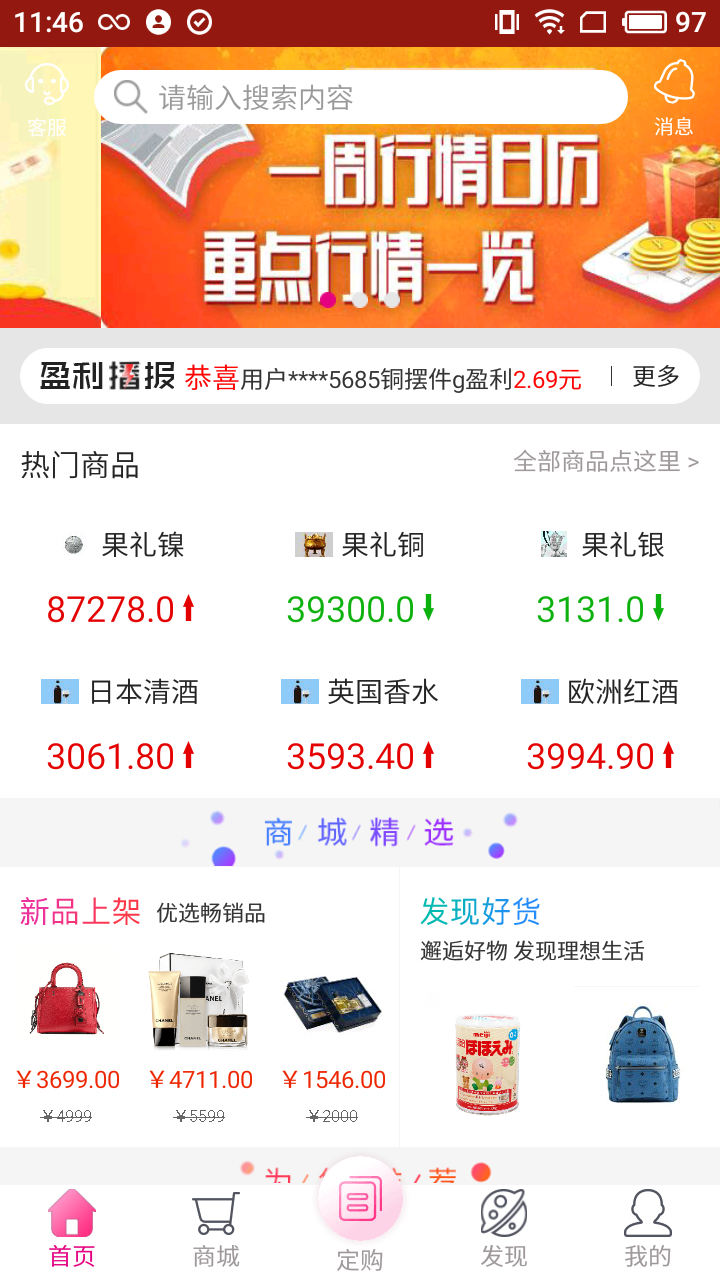 11:46
97
客服
请输入搜索内容
消息
一周行情日历
重点行情一览
盈利播报 恭喜用户****5685铜摆件g盈利2.69元 更多
热门商品 全部商品点这里 >
果礼镍 果礼铜 果礼银
87278.0 39300.0 3131.0
日本清酒 英国香水 欧洲红酒
3061.80 3593.40 3994.90
商/城/精/选
新品上架 优选畅销品
发现好货
邂逅好物 发现理想生活
CHANEL
CHANEL
meiji
ほほえみ
￥3699.00 ￥4711.00 ￥1546.00
￥4999 ￥5599 ￥2000
首页 商城 定购 发现 我的